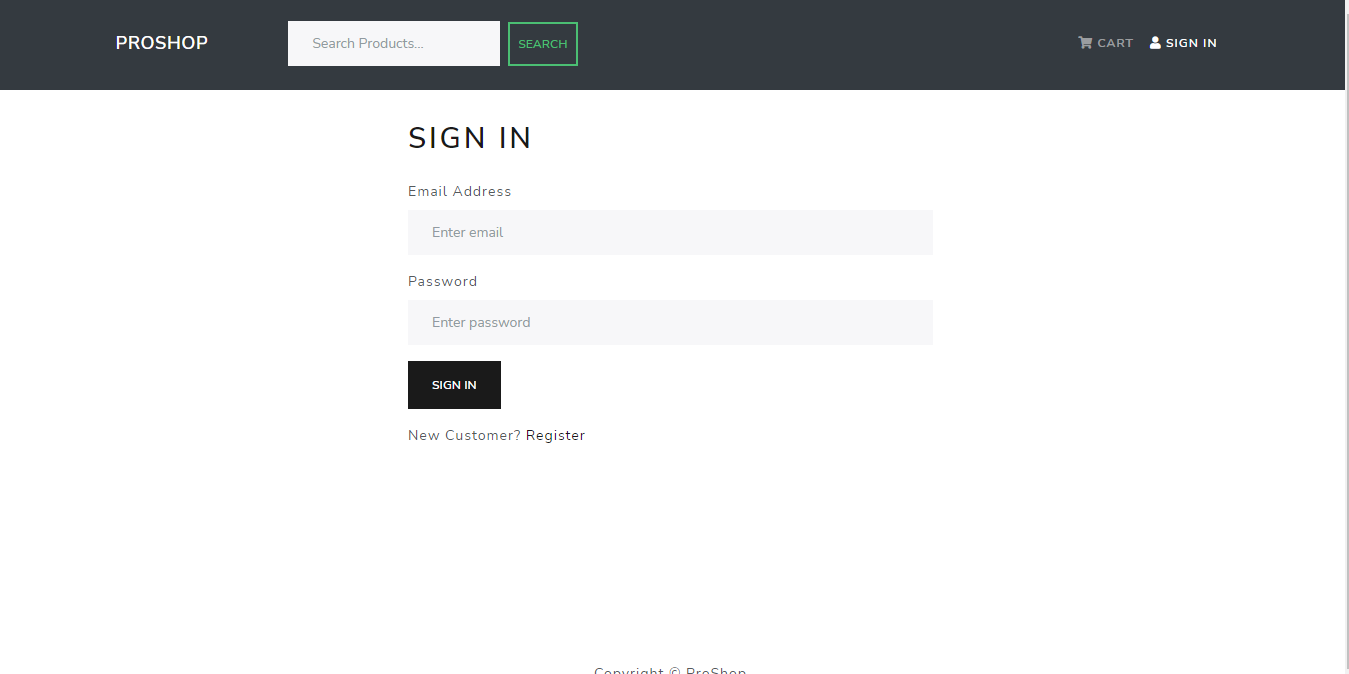 PROSHOP
Search Products...
SEARCH
CART
SIGN IN
SIGN IN
Email Address
Enter email
Password
Enter password
SIGN IN
New Customer? Register
Copyright © ProShop